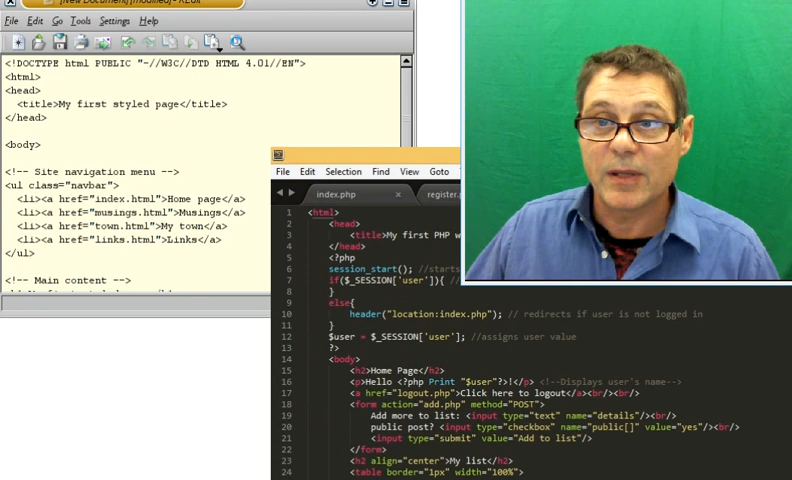 [New Document] [modified] - KEdit
File Edit Go Tools Settings Help
<!DOCTYPE html PUBLIC "-//W3C//DTD HTML 4.01//EN">
<html>
<head>
<title>My first styled page</title>
</head>
<body>
<!-- Site navigation menu -->
<ul class="navbar">
<li><a href="index.html">Home page</a>
<li><a href="musings.html">Musings</a>
<li><a href="town.html">My town</a>
<li><a href="links.html">Links</a>
</ul>
<!-- Main content -->
File Edit Selection Find View Goto
index.php × register.
1 <html>
2 <head>
3 <title>My first PHP w
4 </head>
5 <?php
6 session_start(); //starts
7 if($_SESSION['user']){ //
8 }
9 else{
10 header("location:index.php"); // redirects if user is not logged in
11 }
12 $user = $_SESSION['user']; //assigns user value
13 ?>
14 <body>
15 <h2>Home Page</h2>
16 <p>Hello <?php Print "$user"?>!</p> <!--Displays user's name-->
17 <a href="logout.php">Click here to logout</a><br/><br/>
18 <form action="add.php" method="POST">
19 Add more to list: <input type="text" name="details"/><br/>
20 public post? <input type="checkbox" name="public[]" value="yes"/><br/>
21 <input type="submit" value="Add to list"/>
22 </form>
23 <h2 align="center">My list</h2>
24 <table border="1px" width="100%">